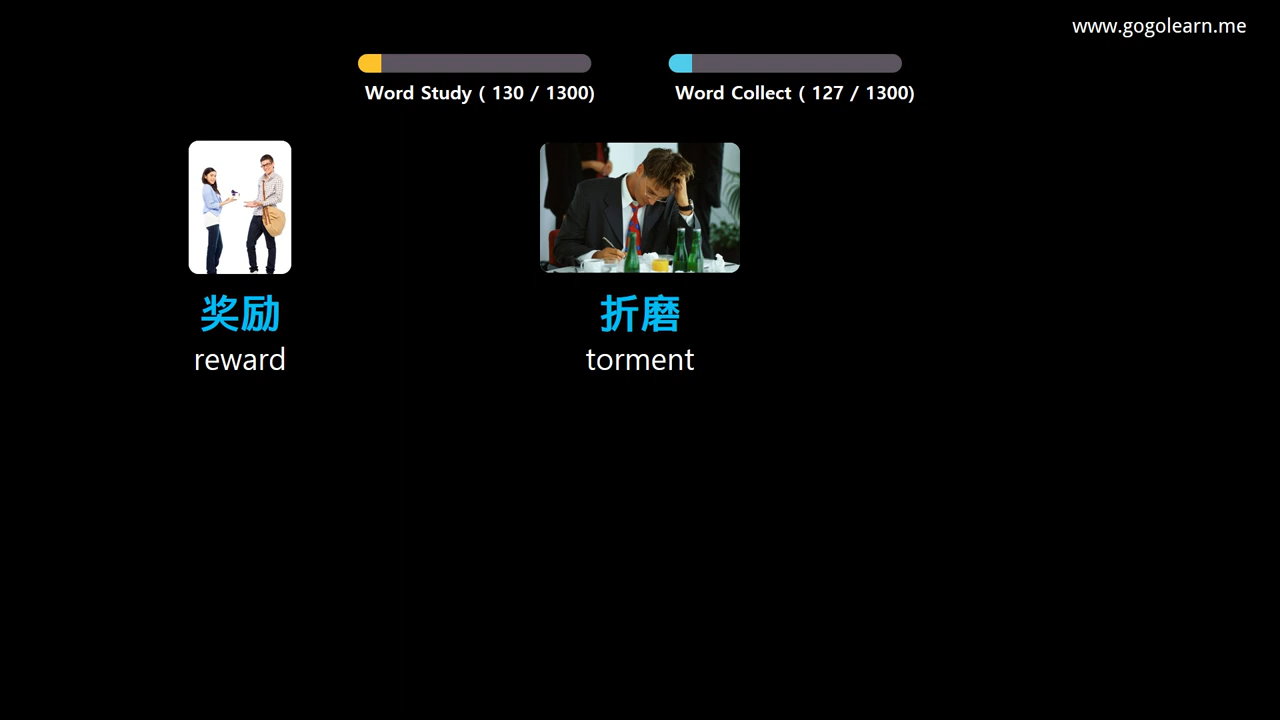 www.gogolearn.me
Word Study ( 130 / 1300)
Word Collect ( 127 / 1300)
奖励
reward
折磨
torment